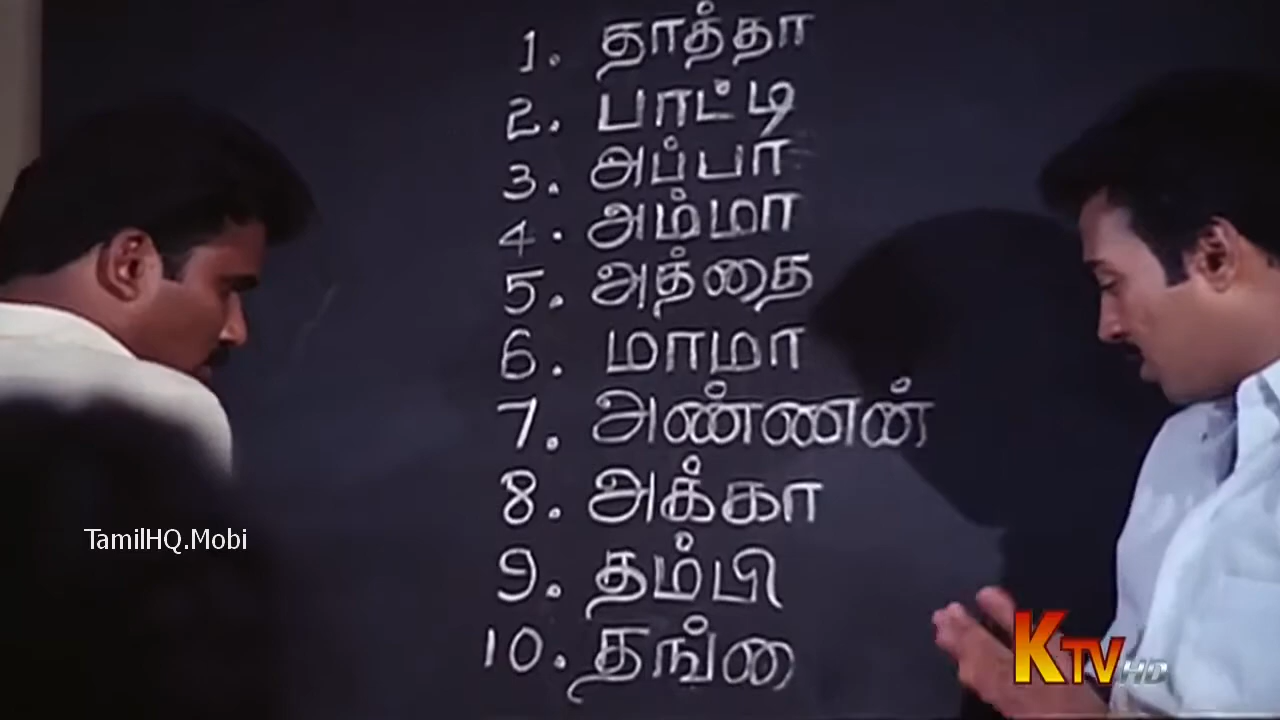 1. தாத்தா
2. பாட்டி
3. அப்பா
4. அம்மா
5. அத்தை
6. மாமா
7. அண்ணன்
8. அக்கா
9. தம்பி
10. தங்கை
TamilHQ.Mobi
KTV HD